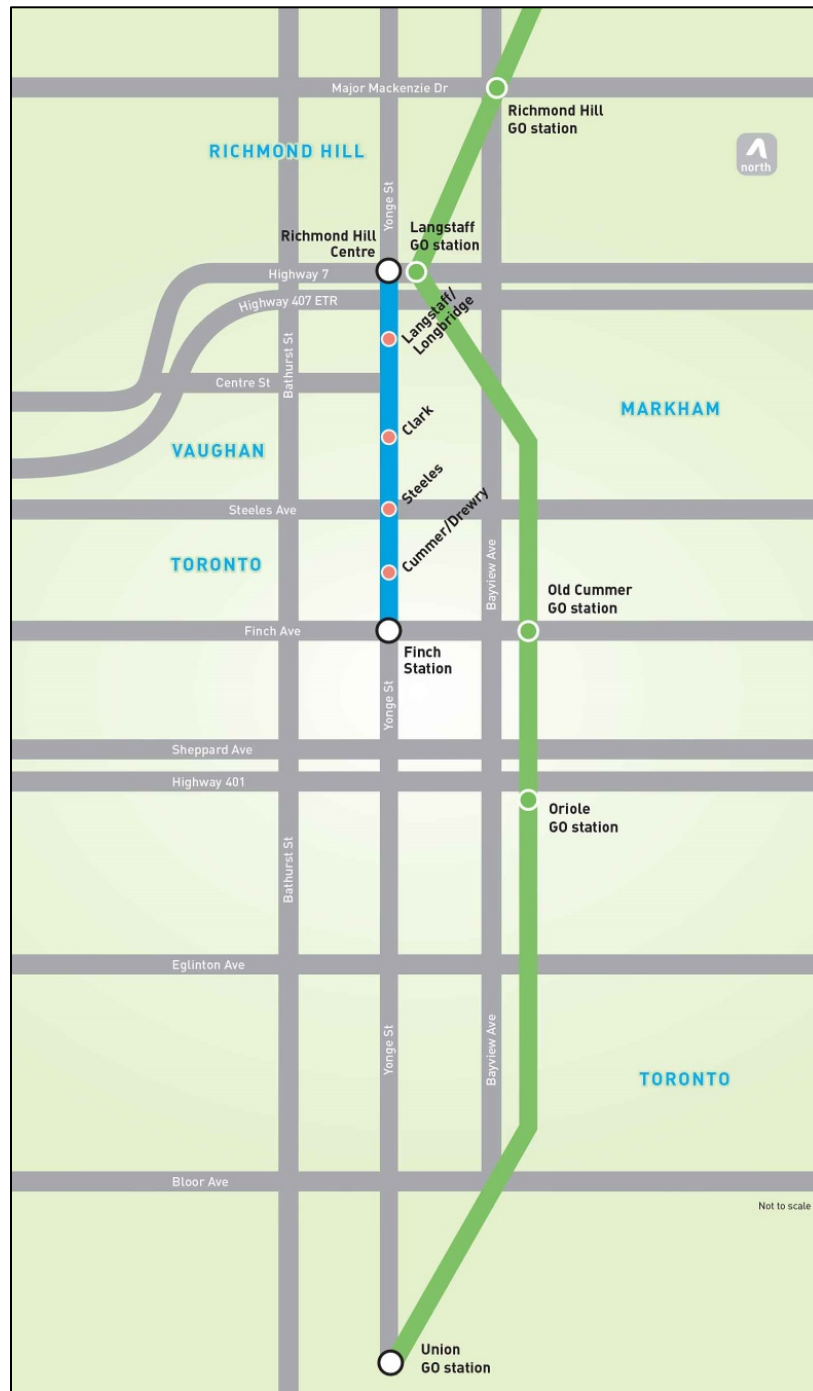 Major Mackenzie Dr
Richmond Hill
GO station
RICHMOND HILL
north
Yonge St
Richmond Hill
Centre
Langstaff
GO station
Highway 7
Highway 407 ETR
Langstaff/
Longbridge
Bathurst St
Centre St
MARKHAM
Clark
VAUGHAN
Steeles
Steeles Ave
Cummer/Drewry
TORONTO
Bayview Ave
Old Cummer
GO station
Finch Ave
Finch
Station
Yonge St
Sheppard Ave
Highway 401
Oriole
GO station
Bathurst St
Eglinton Ave
Yonge St
Bayview Ave
TORONTO
Bloor Ave
Not to scale
Union
GO station